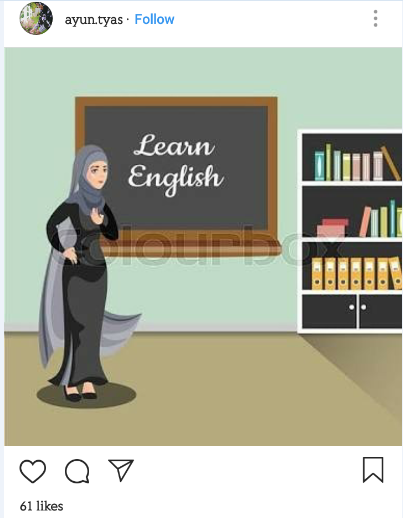 ayun.tyas · Follow
Learn
English
colourbox
61 likes